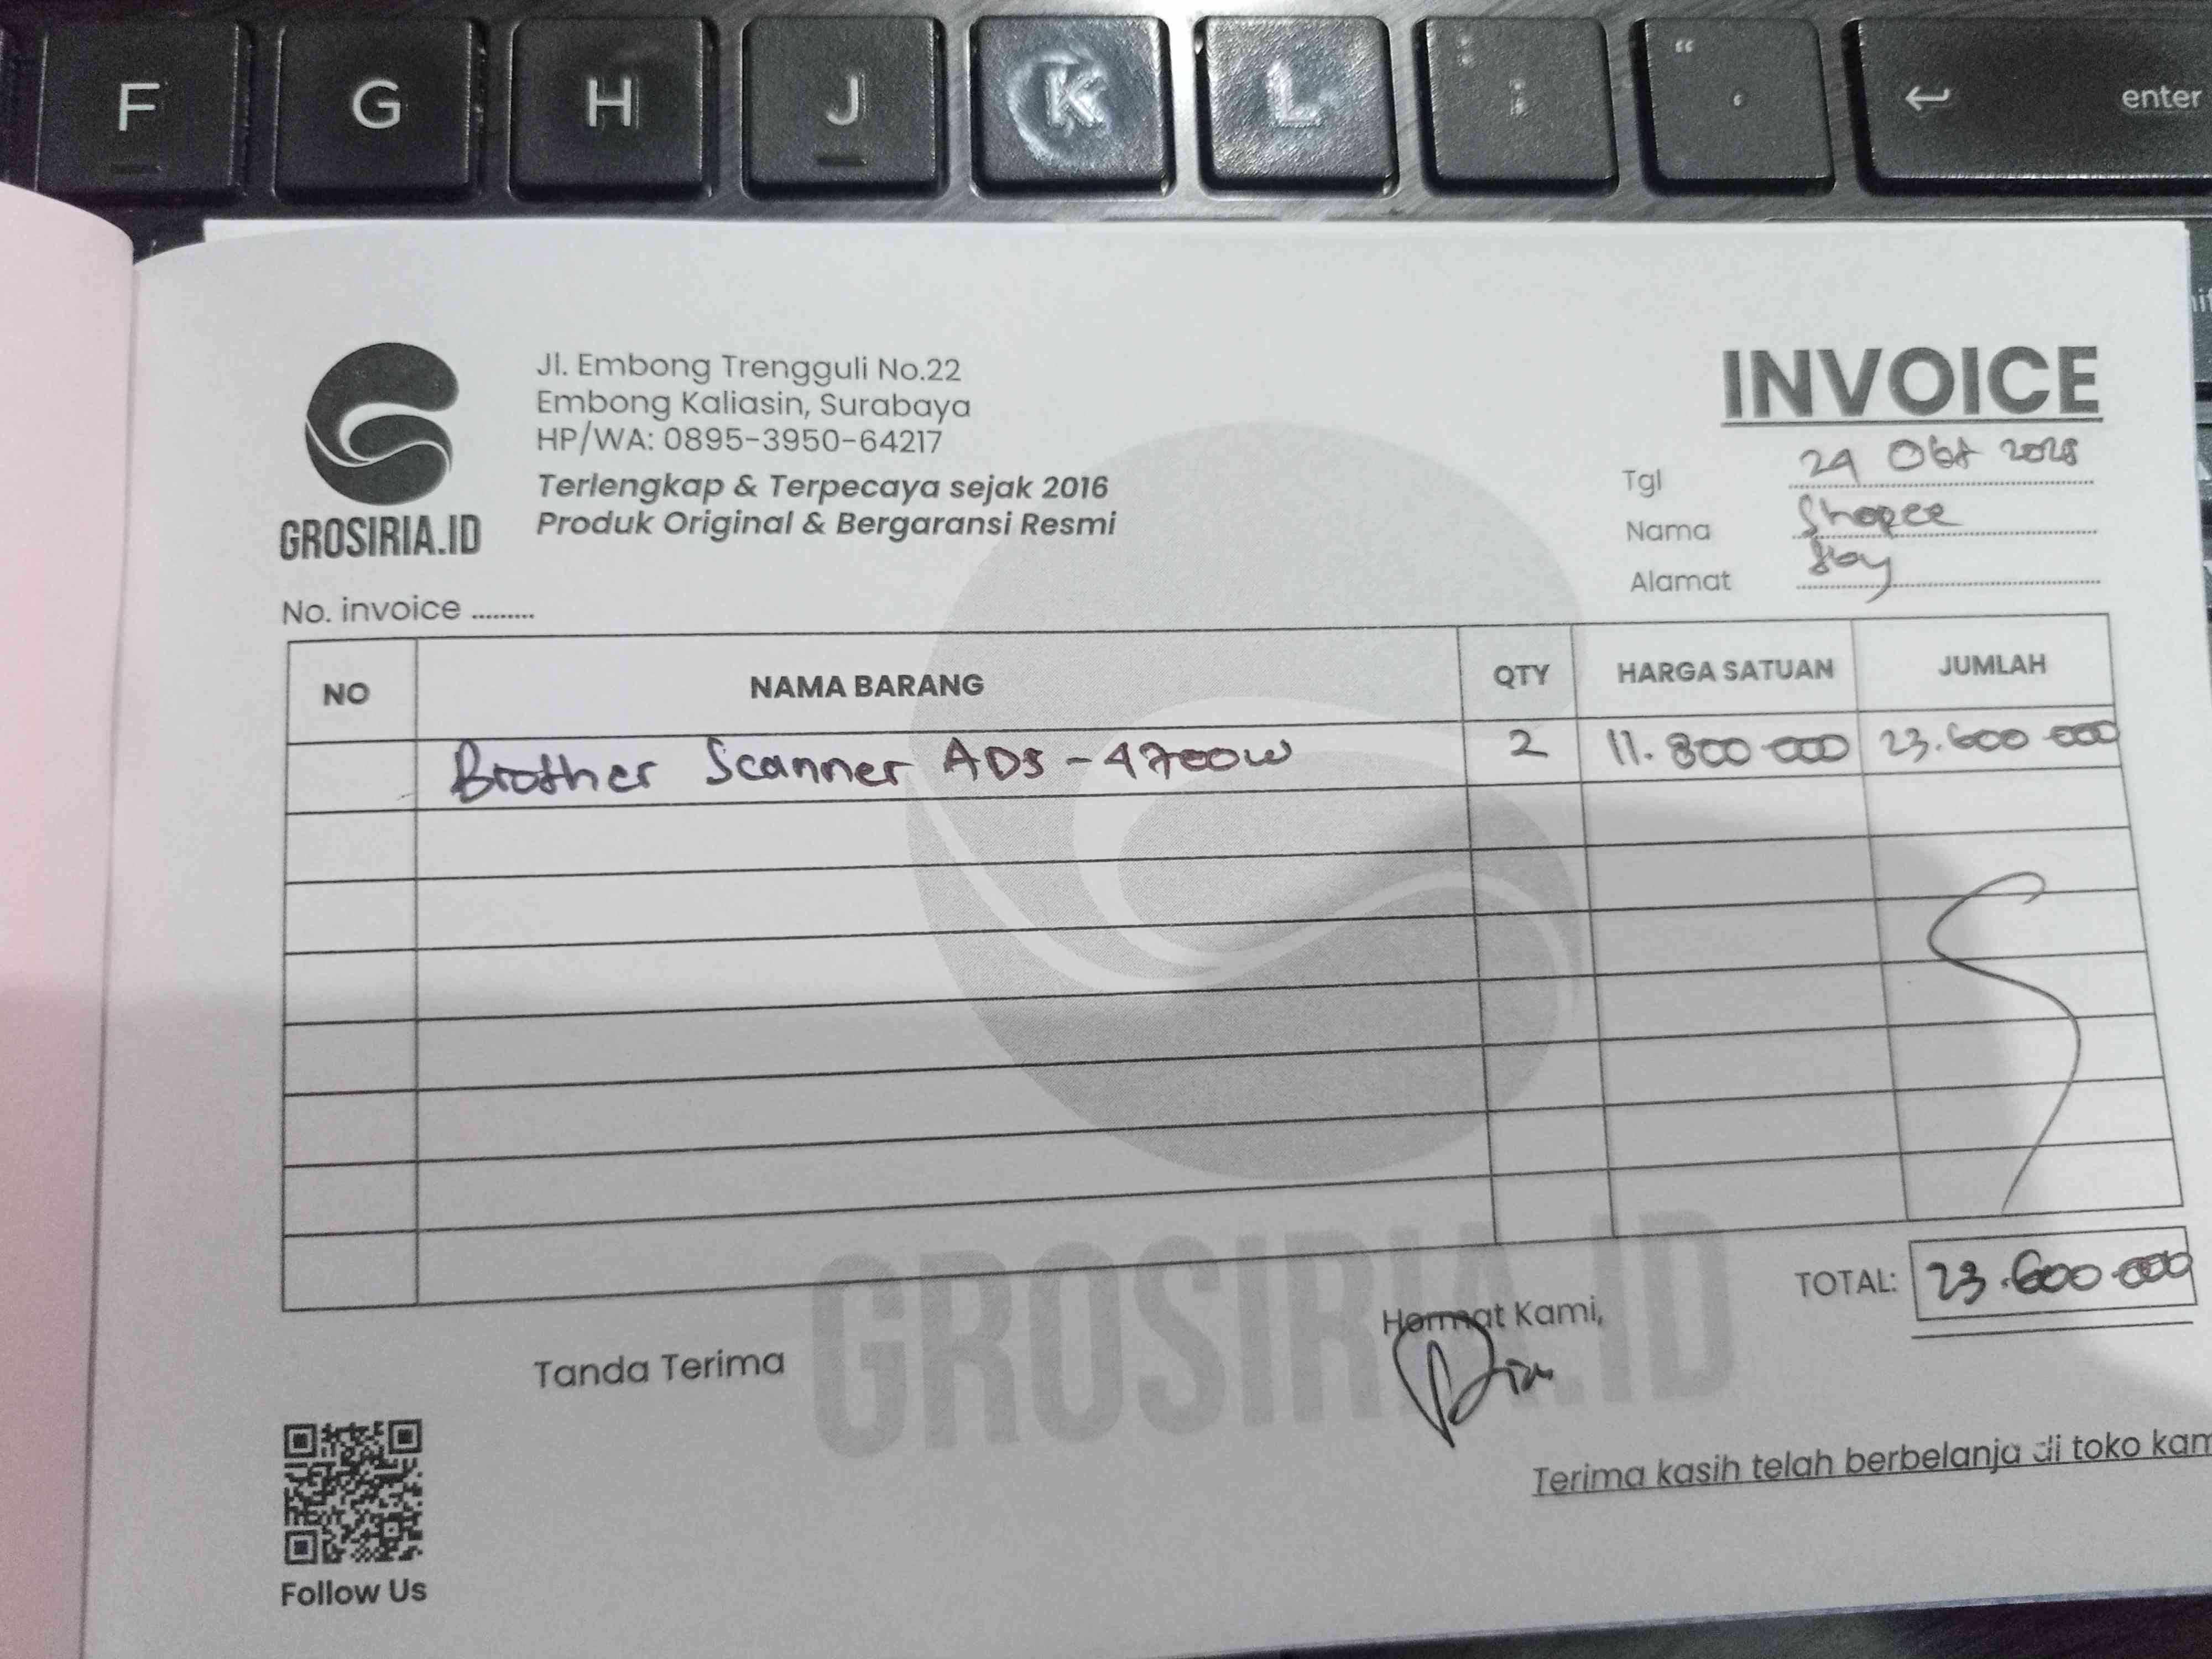 F G H J K L : ; “ ‘ enter
Jl. Embong Trengguli No.22
Embong Kaliasin, Surabaya
HP/WA: 0895-3950-64217
Terlengkap & Terpecaya sejak 2016
Produk Original & Bergaransi Resmi
GROSIRIA.ID
INVOICE
Tgl 24 Okt
Nama Shopee
Alamat
No. invoice .........
NO NAMA BARANG QTY HARGA SATUAN JUMLAH
Brother Scanner ADS-4700W 2 11.800 000 23.600 000
TOTAL: 23.600 000
Tanda Terima
Hormat Kami,
GROSIRIA.ID
Terima kasih telah berbelanja di toko kam
Follow Us